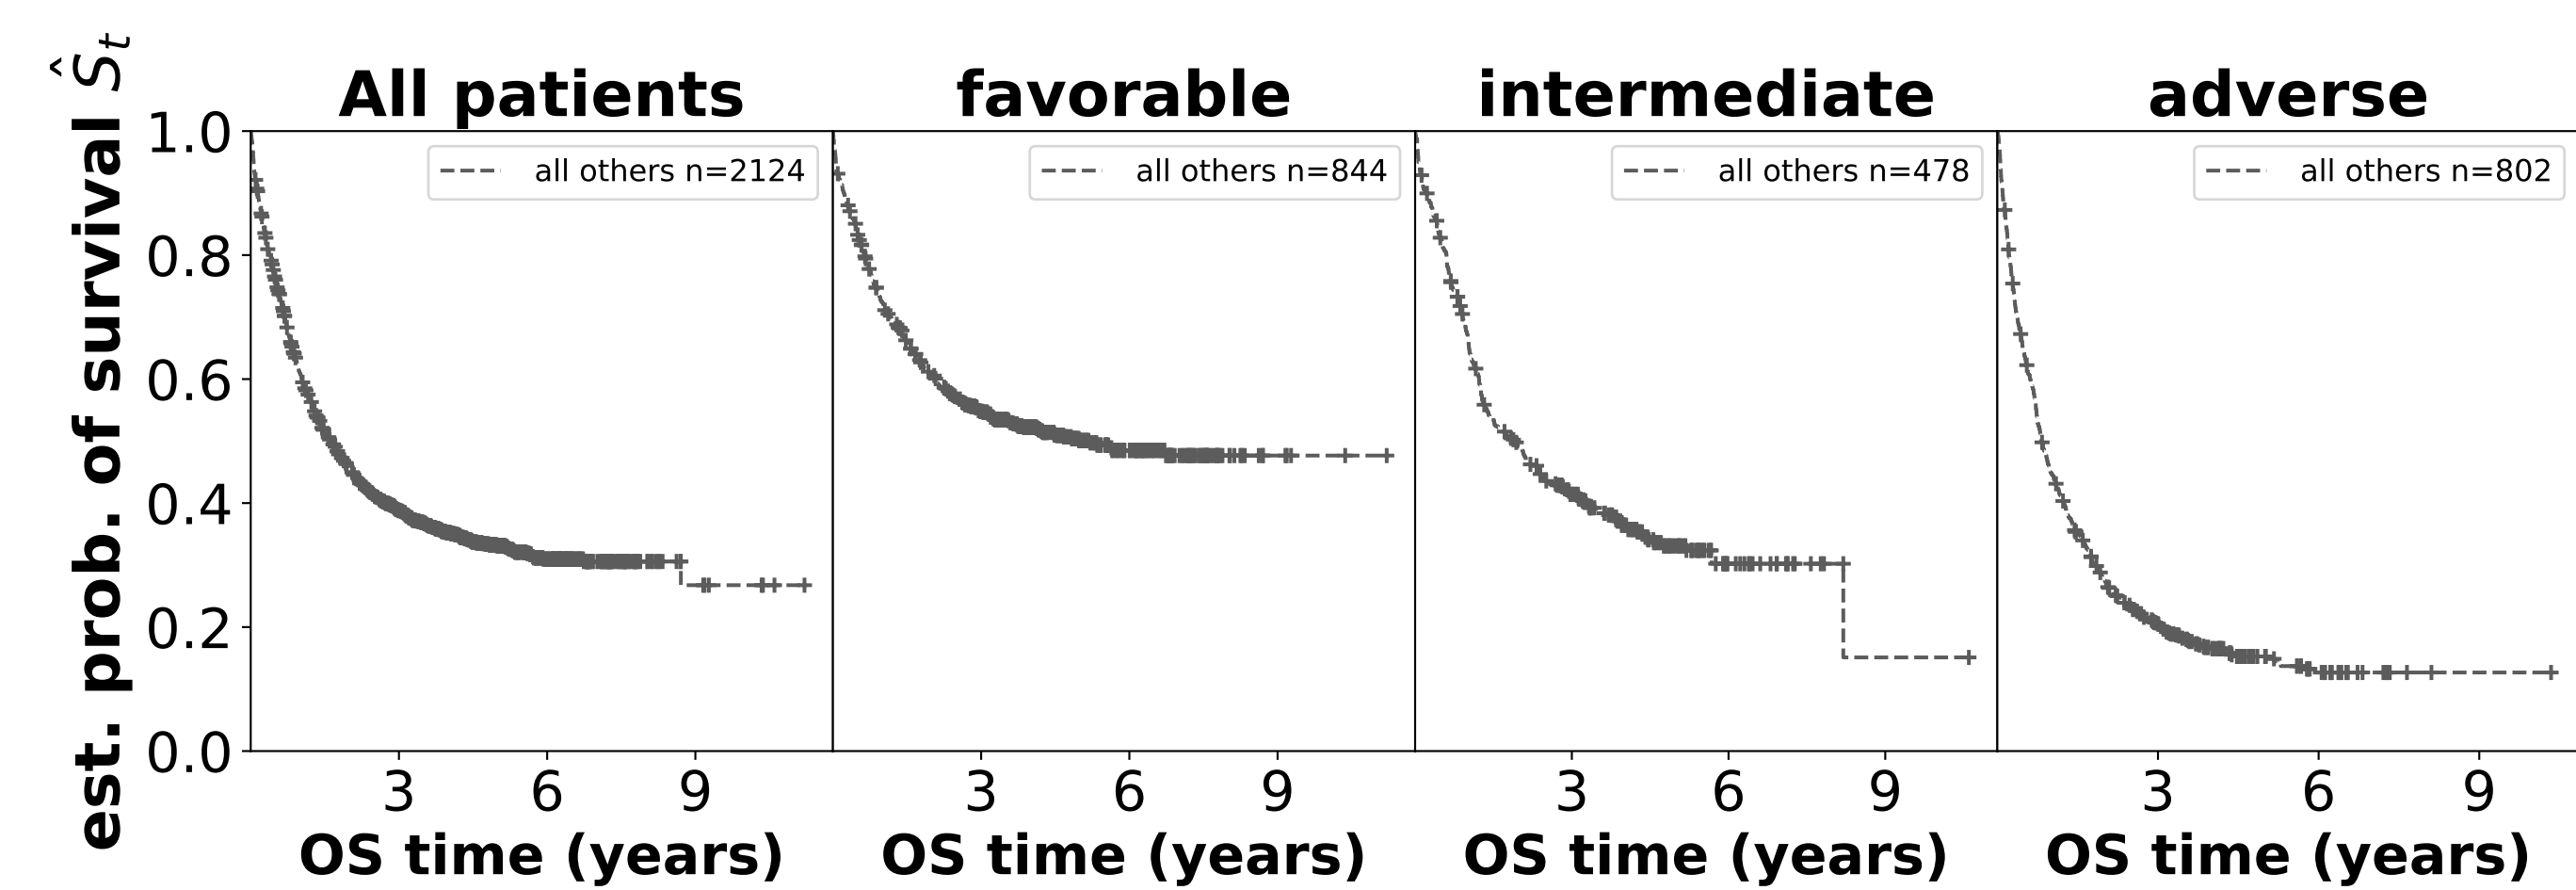 est. prob. of survival Ŝt
All patients
favorable
intermediate
adverse
1.0
0.8
0.6
0.4
0.2
0.0
all others n=2124
all others n=844
all others n=478
all others n=802
3 6 9
3 6 9
3 6 9
3 6 9
OS time (years)
OS time (years)
OS time (years)
OS time (years)